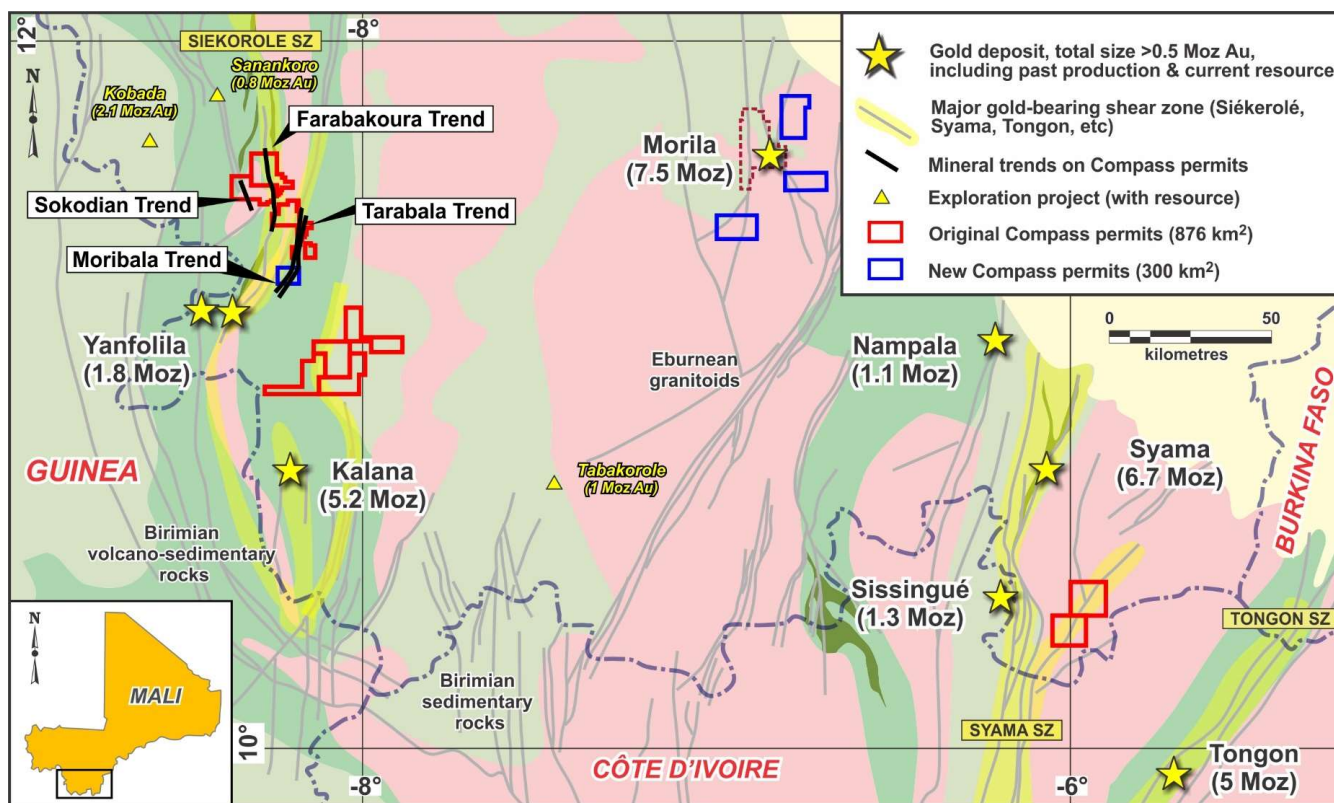 12°
-8°
SIEKOROLE SZ
N
Sanankoro
(0.8 Moz Au)
Kobada
(2.1 Moz Au)
Farabakoura Trend
Sokodian Trend
Tarabala Trend
Moribala Trend
Morila
(7.5 Moz)
Yanfolila
(1.8 Moz)
Eburnean
granitoids
Nampala
(1.1 Moz)
-8°
GUINEA
Kalana
(5.2 Moz)
Tabakorole
(1 Moz Au)
Syama
(6.7 Moz)
BURKINA FASO
Birimian
volcano-sedimentary
rocks
Sissingué
(1.3 Moz)
TONGON SZ
Birimian
sedimentary
rocks
SYAMA SZ
10°
-8°
CÔTE D'IVOIRE
-6°
Tongon
(5 Moz)
Gold deposit, total size >0.5 Moz Au,
including past production & current resource
Major gold-bearing shear zone (Siékerolé,
Syama, Tongon, etc)
Mineral trends on Compass permits
Exploration project (with resource)
Original Compass permits (876 km²)
New Compass permits (300 km²)
0
50
kilometres
N
MALI